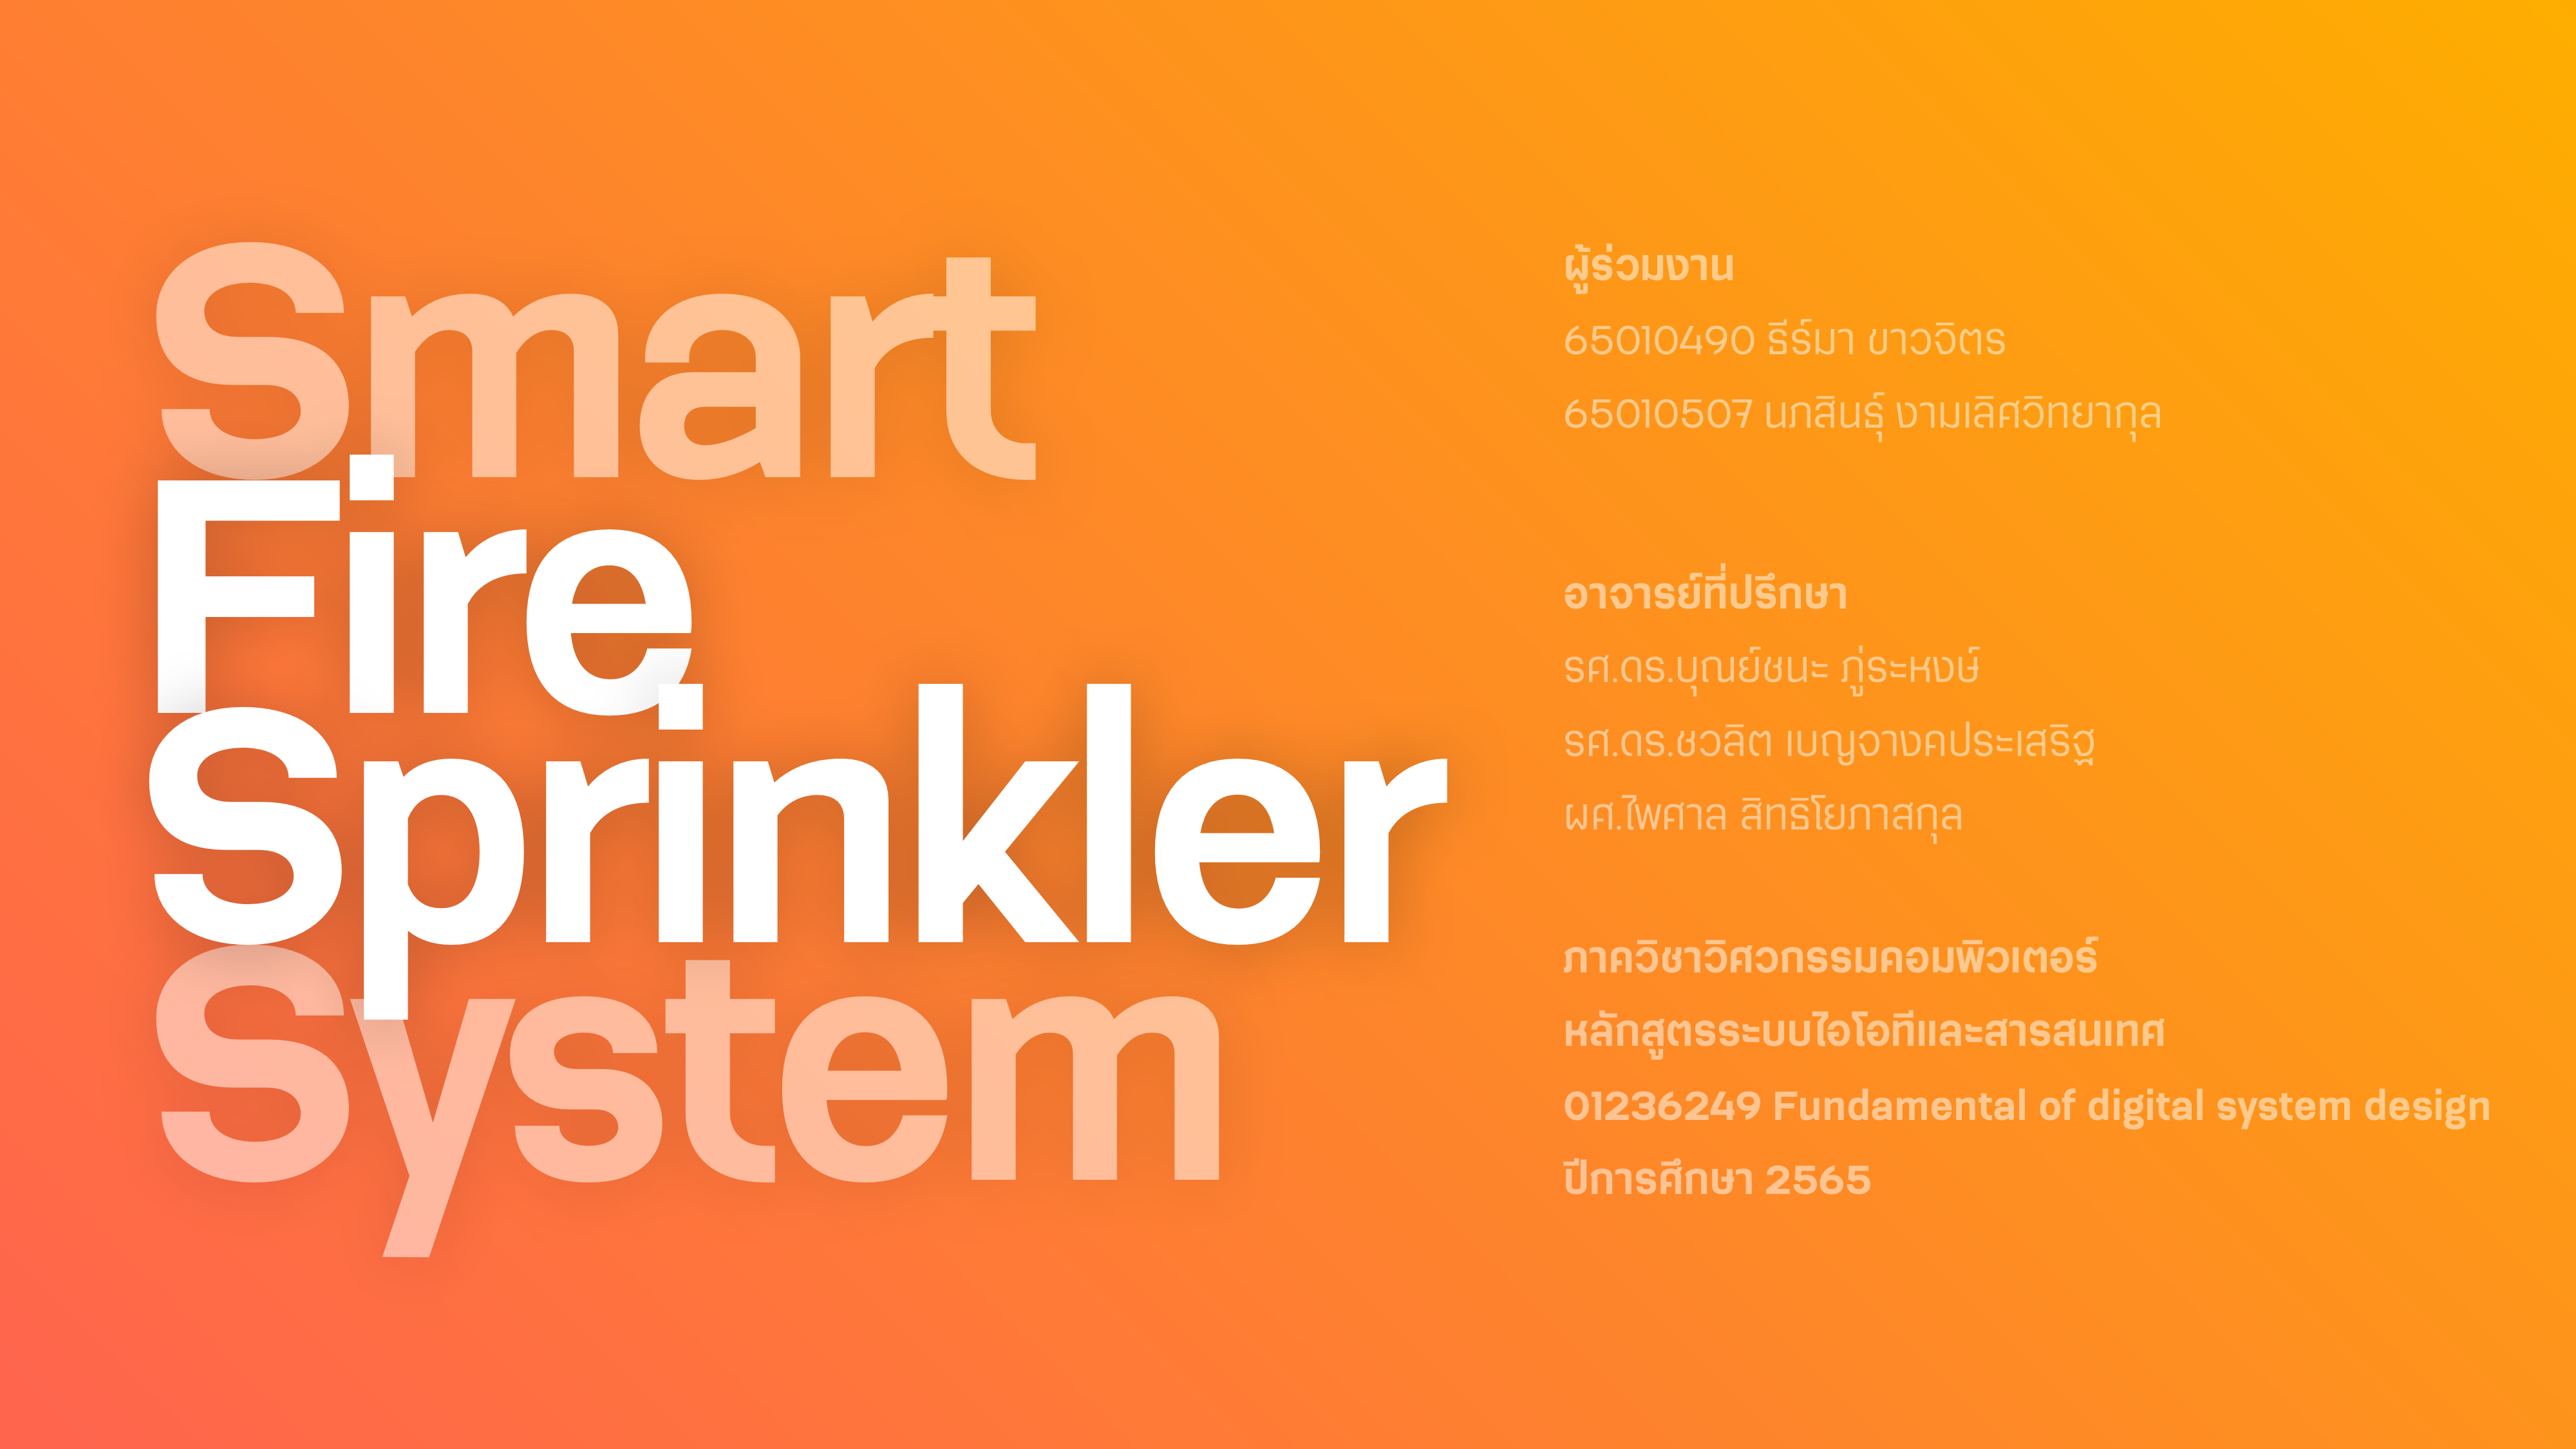 Smart
Fire
Sprinkler
System
ผู้ร่วมงาน
65010490 ธีร์มา ขาวจิตร
65010507 นภสินธุ์ งามเลิศวิทยากุล
อาจารย์ที่ปรึกษา
รศ.ดร.บุณย์ชนะ ภู่ระหงษ์
รศ.ดร.ชวลิต เบญจางคประเสริฐ
ผศ.ไพศาล สิทธิโยภาสกุล
ภาควิชาวิศวกรรมคอมพิวเตอร์
หลักสูตรระบบไอโอทีและสารสนเทศ
01236249 Fundamental of digital system design
ปีการศึกษา 2565